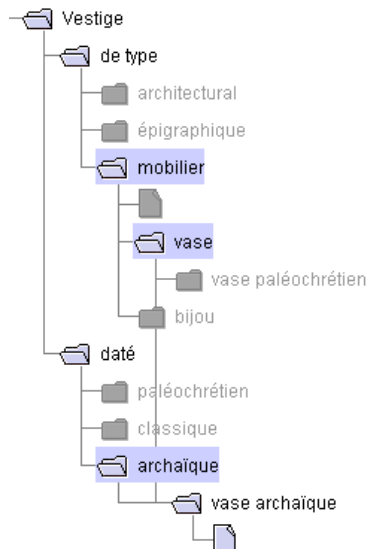 Vestige
de type
architectural
épigraphique
mobilier
vase
vase paléochrétien
bijou
daté
paléochrétien
classique
archaïque
vase archaïque